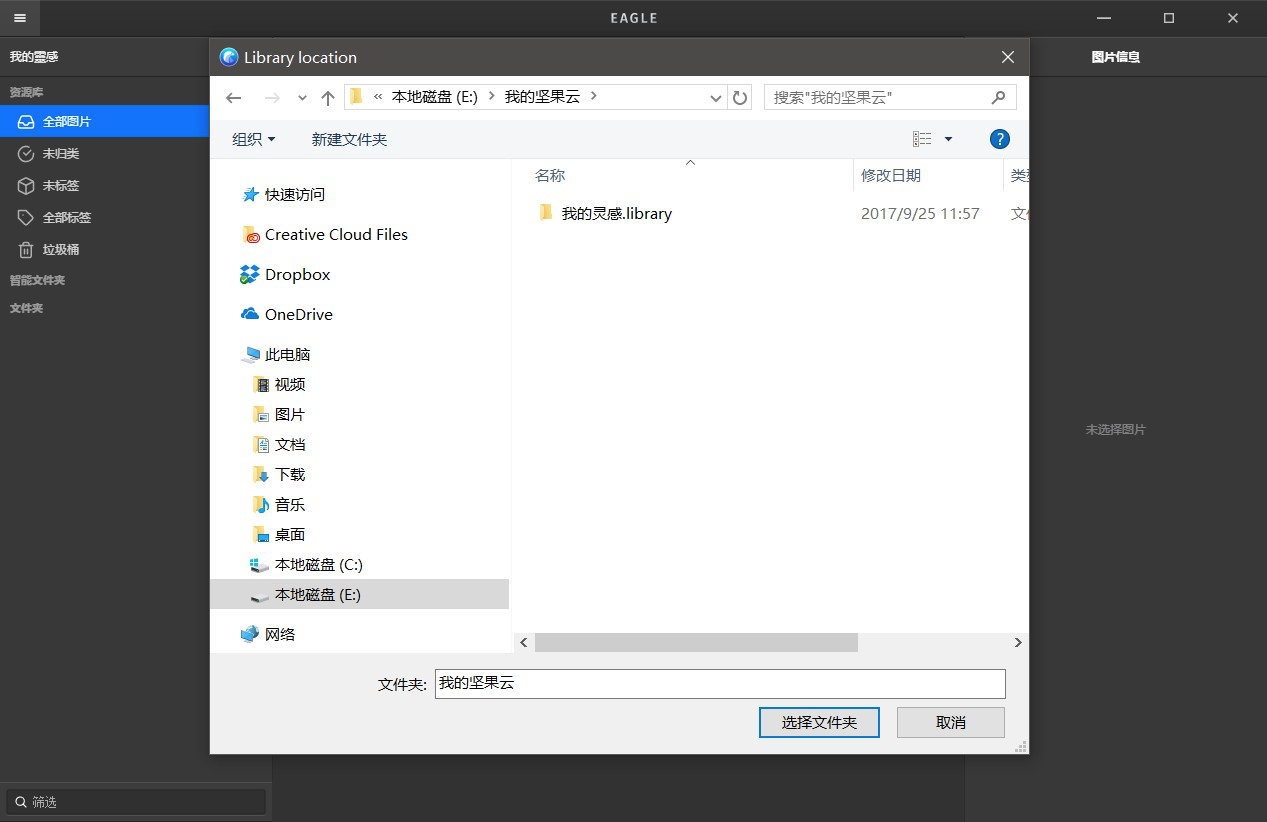 EAGLE
我的靈感
资源库
全部图片
未归类
未标签
全部标签
垃圾桶
智能文件夹
文件夹
筛选
Library location
« 本地磁盘 (E:) › 我的坚果云 ›
搜索"我的坚果云"
组织
新建文件夹
?
快速访问
Creative Cloud Files
Dropbox
OneDrive
此电脑
视频
图片
文档
下载
音乐
桌面
本地磁盘 (C:)
本地磁盘 (E:)
网络
名称 修改日期
我的灵感.library 2017/9/25 11:57
文件夹: 我的坚果云
选择文件夹 取消
图片信息
未选择图片